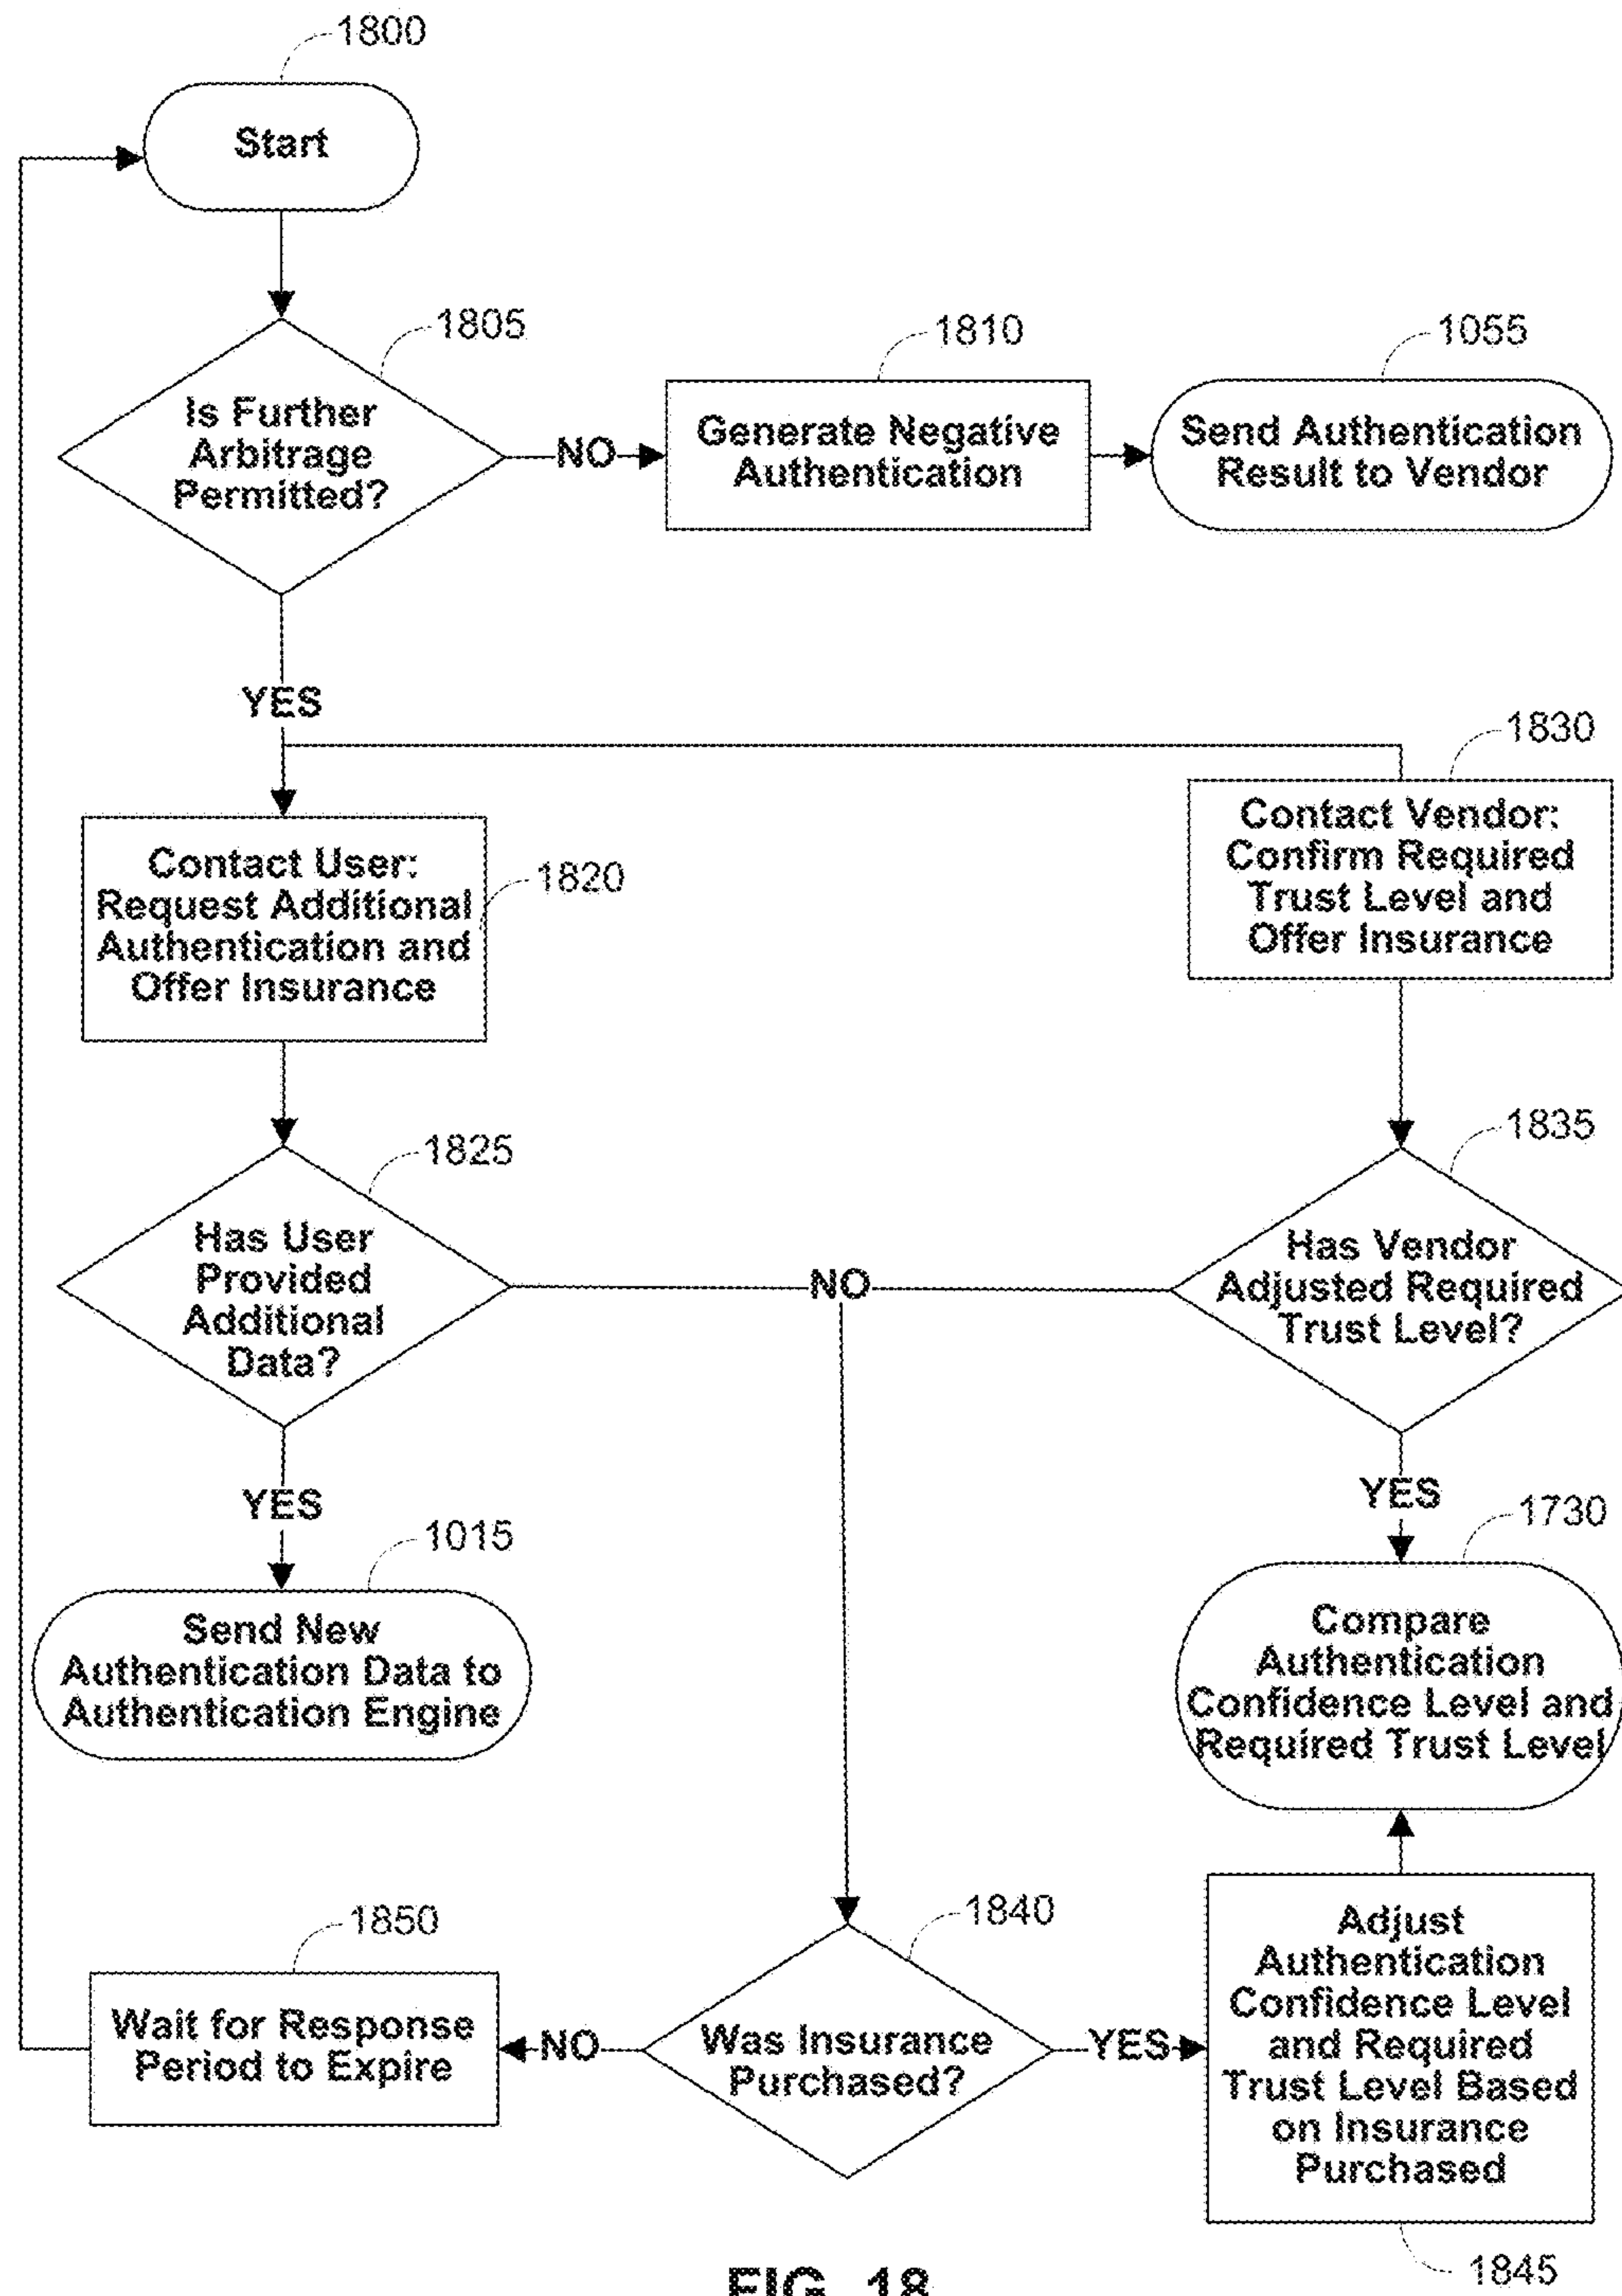 1800
Start
1805
Is Further
Arbitrage
Permitted?
NO
1810
Generate Negative
Authentication
1055
Send Authentication
Result to Vendor
YES
1830
Contact Vendor:
Confirm Required
Trust Level and
Offer Insurance
Contact User:
Request Additional
Authentication and
Offer Insurance
1820
1825
Has User
Provided
Additional
Data?
NO
1835
Has Vendor
Adjusted Required
Trust Level?
YES
1015
Send New
Authentication Data to
Authentication Engine
YES
1730
Compare
Authentication
Confidence Level and
Required Trust Level
1850
Wait for Response
Period to Expire
NO
1840
Was Insurance
Purchased?
YES
Adjust
Authentication
Confidence Level
and Required
Trust Level Based
on Insurance
Purchased
1845
FIG. 18